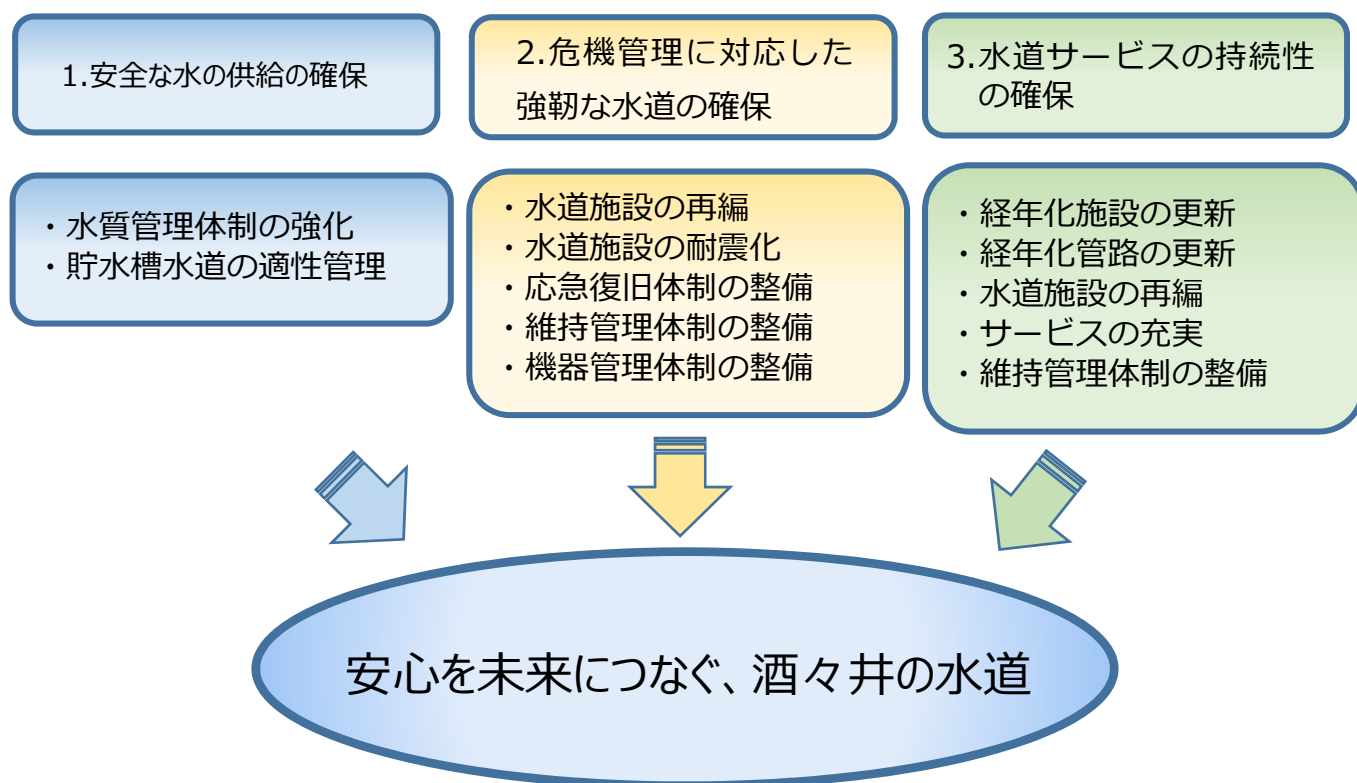 1.安全な水の供給の確保
2.危機管理に対応した
強靭な水道の確保
3.水道サービスの持続性
の確保
・水質管理体制の強化
・貯水槽水道の適性管理
・水道施設の再編
・水道施設の耐震化
・応急復旧体制の整備
・維持管理体制の整備
・機器管理体制の整備
・経年化施設の更新
・経年化管路の更新
・水道施設の再編
・サービスの充実
・維持管理体制の整備
安心を未来につなぐ、酒々井の水道